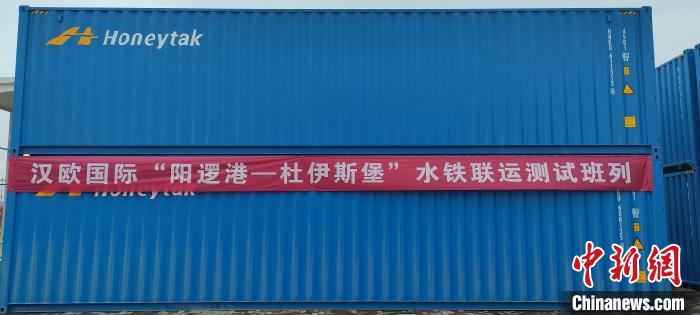 Honeytak
汉欧国际“阳逻港—杜伊斯堡”水铁联运测试班列
Honeytak
中新网
Chinanews.com